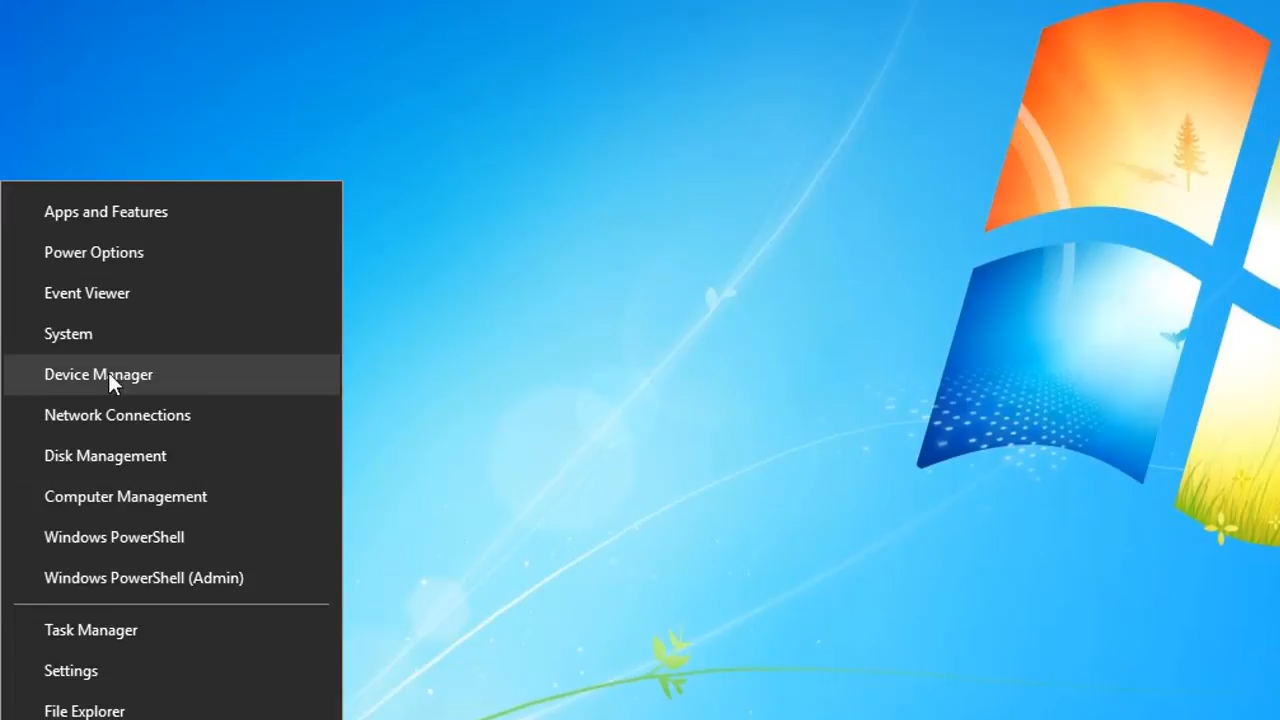 Apps and Features
Power Options
Event Viewer
System
Device Manager
Network Connections
Disk Management
Computer Management
Windows PowerShell
Windows PowerShell (Admin)
Task Manager
Settings
File Explorer